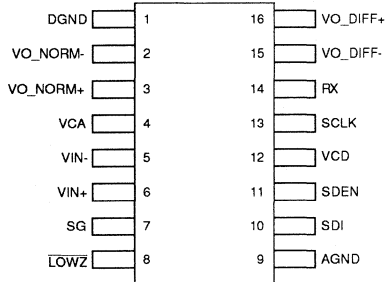 DGND 1 16 VO_DIFF+
VO_NORM- 2 15 VO_DIFF-
VO_NORM+ 3 14 RX
VCA 4 13 SCLK
VIN- 5 12 VCD
VIN+ 6 11 SDEN
SG 7 10 SDI
LOWZ 8 9 AGND